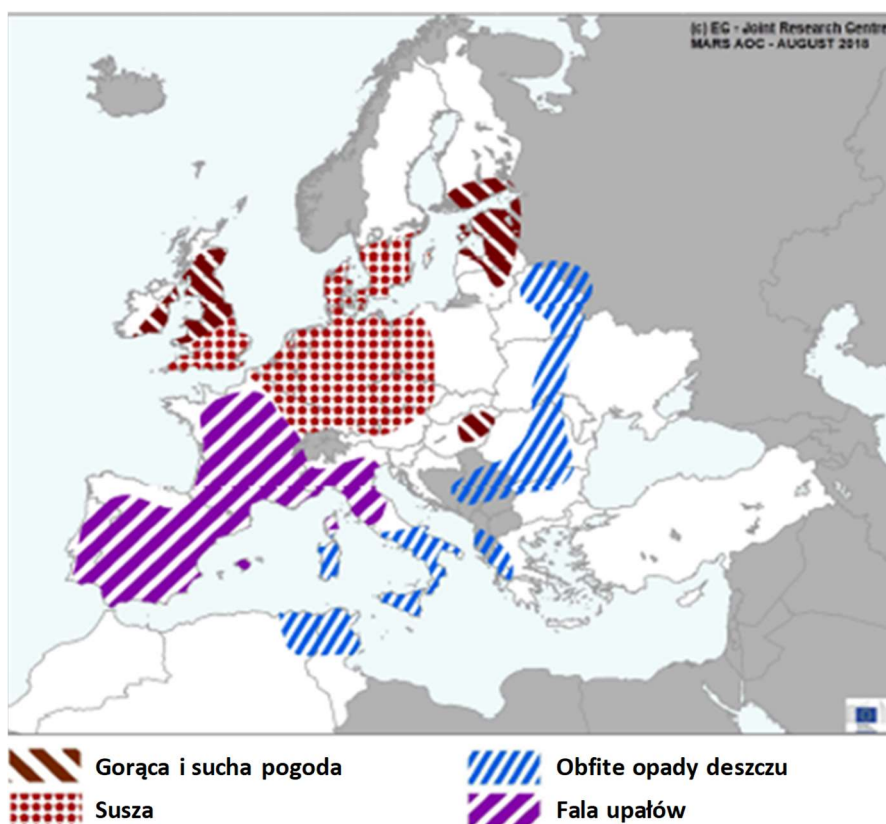 (c) EC - Joint Research Centre
MARS AOC - AUGUST 2018
Gorąca i sucha pogoda
Obfite opady deszczu
Susza
Fala upałów